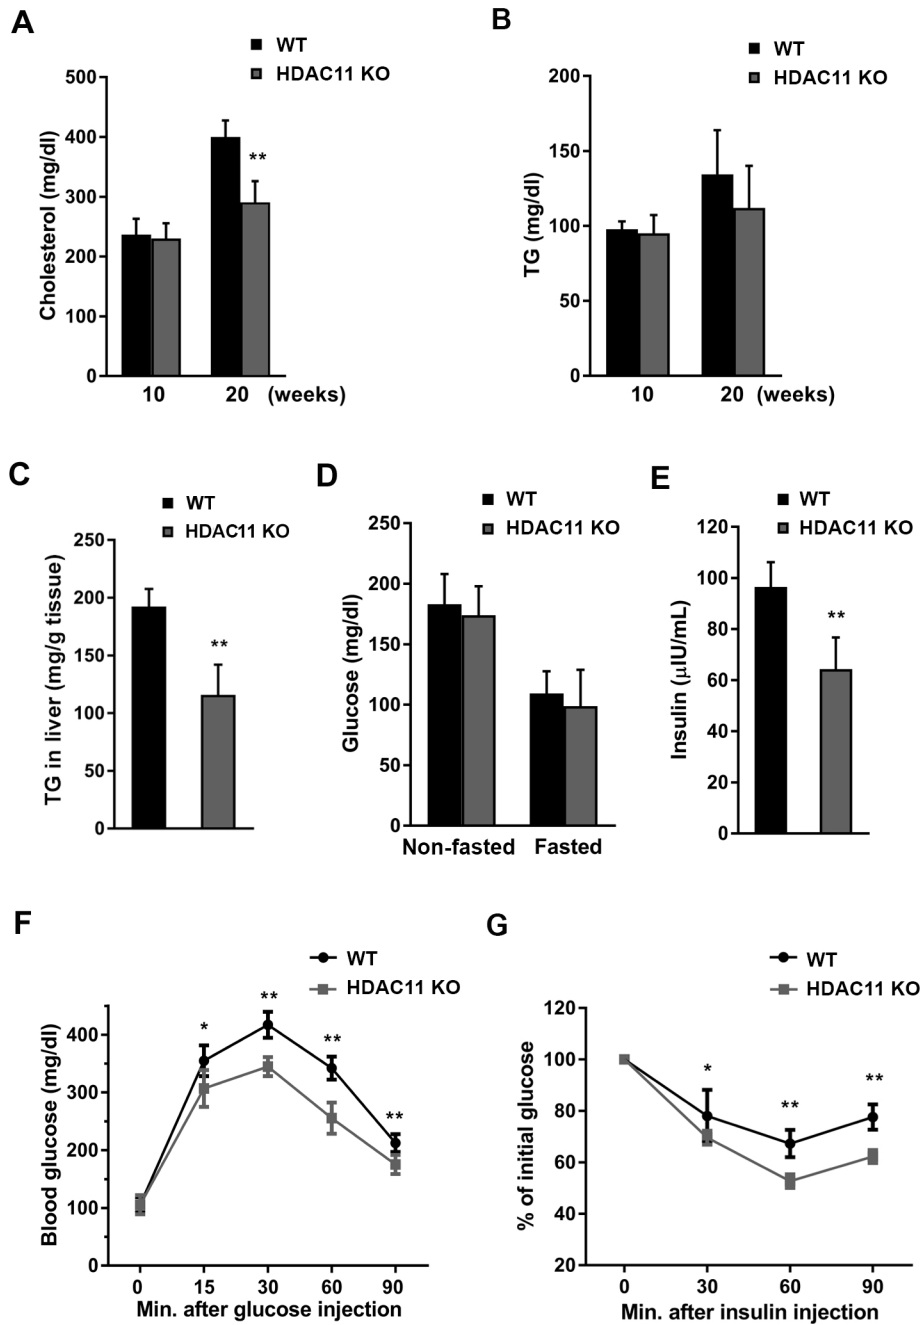 A
WT
HDAC11 KO
Cholesterol (mg/dl)
500
400
300
200
100
0
**
10
20
(weeks)
B
WT
HDAC11 KO
TG (mg/dl)
200
150
100
50
0
10
20
(weeks)
C
WT
HDAC11 KO
TG in liver (mg/g tissue)
250
200
150
100
50
0
**
D
WT
HDAC11 KO
Glucose (mg/dl)
250
200
150
100
50
0
Non-fasted
Fasted
E
WT
HDAC11 KO
Insulin (μIU/mL)
120
100
80
60
40
20
0
**
F
WT
HDAC11 KO
Blood glucose (mg/dl)
400
300
200
100
0
*
**
**
**
0
15
30
60
90
Min. after glucose injection
G
WT
HDAC11 KO
% of initial glucose
120
100
80
60
40
20
*
**
**
0
30
60
90
Min. after insulin injection